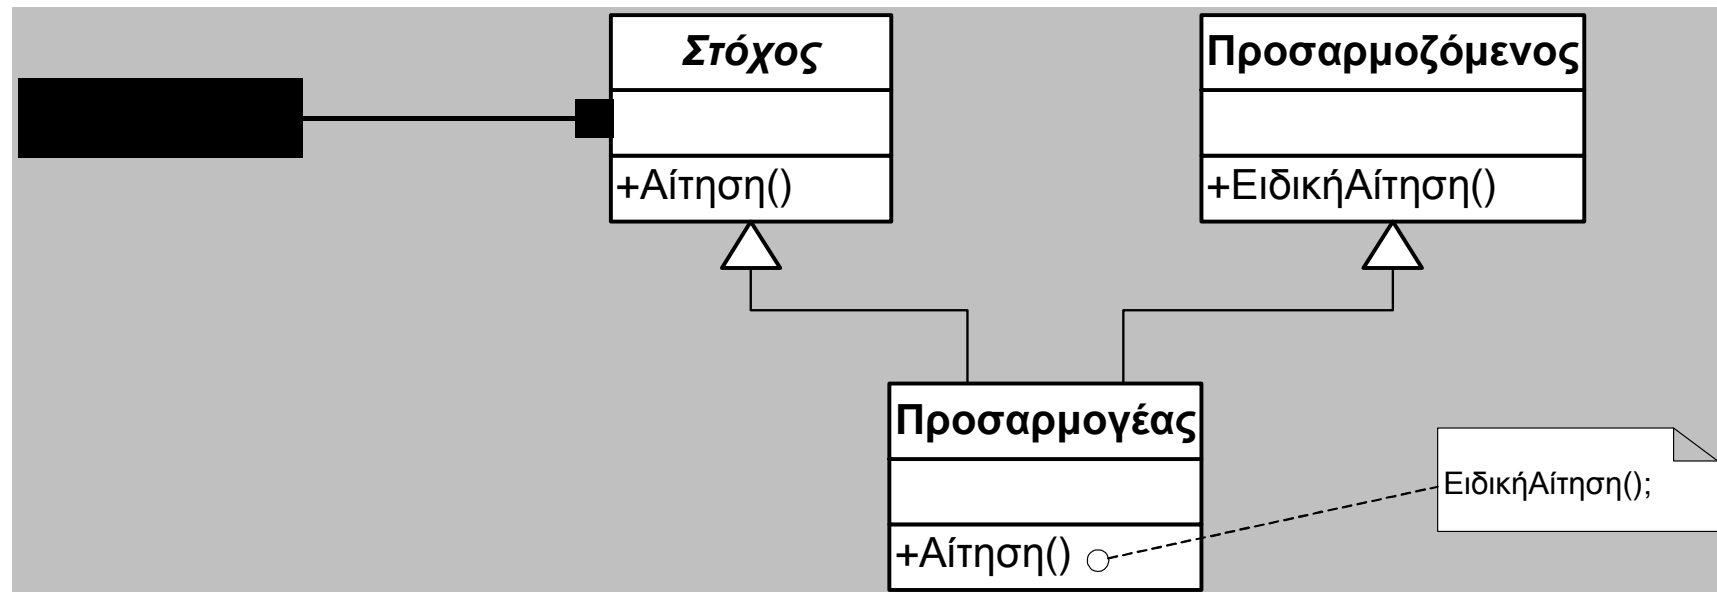 Στόχος
+Αίτηση()
Προσαρμοζόμενος
+ΕιδικήΑίτηση()
Προσαρμογέας
+Αίτηση()
ΕιδικήΑίτηση();